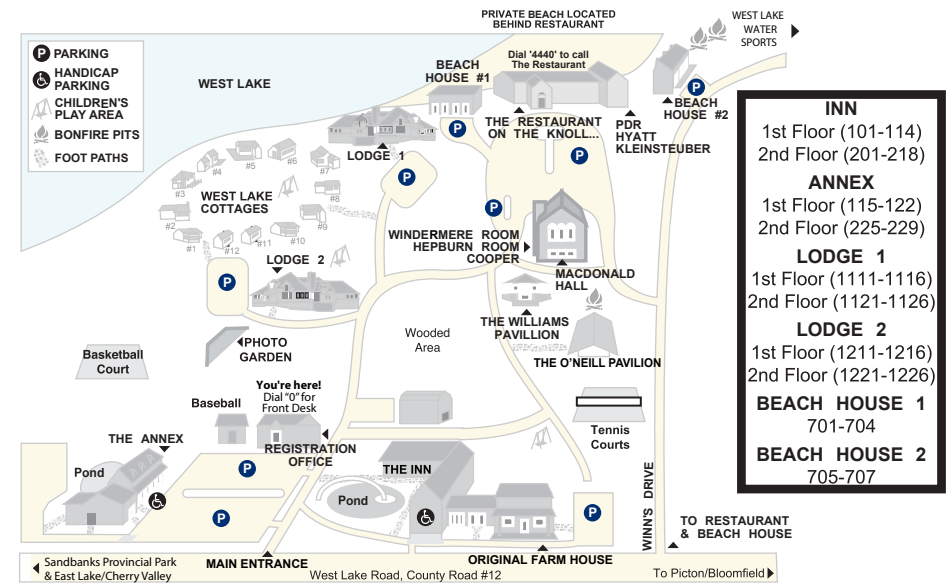 PRIVATE BEACH LOCATED
BEHIND RESTAURANT
WEST LAKE
WATER
SPORTS
P PARKING
HANDICAP
PARKING
CHILDREN'S
PLAY AREA
BONFIRE PITS
FOOT PATHS
WEST LAKE
BEACH
HOUSE #1
Dial '4440' to call
The Restaurant
P
BEACH
HOUSE #2
P
THE RESTAURANT
ON THE KNOLL...
PDR
HYATT
KLEINSTEUBER
P
P
LODGE 1
P
#1
#2
#3
#4
#5
#6
#7
#8
#9
#10
#11
#12
WEST LAKE
COTTAGES
P
WINDERMERE ROOM
HEPBURN ROOM
COOPER
MACDONALD
HALL
LODGE 2
P
THE WILLIAMS
PAVILION
THE O'NEILL PAVILION
Wooded
Area
PHOTO
GARDEN
Basketball
Court
You're here!
Dial "0" for
Front Desk
Baseball
REGISTRATION
OFFICE
Tennis
Courts
THE ANNEX
Pond
P
P
THE INN
Pond
P
WINN'S DRIVE
TO RESTAURANT
& BEACH HOUSE
MAIN ENTRANCE
ORIGINAL FARM HOUSE
Sandbanks Provincial Park
& East Lake/Cherry Valley
West Lake Road, County Road #12
To Picton/Bloomfield
INN
1st Floor (101-114)
2nd Floor (201-218)
ANNEX
1st Floor (115-122)
2nd Floor (225-229)
LODGE 1
1st Floor (1111-1116)
2nd Floor (1121-1126)
LODGE 2
1st Floor (1211-1216)
2nd Floor (1221-1226)
BEACH HOUSE 1
701-704
BEACH HOUSE 2
705-707